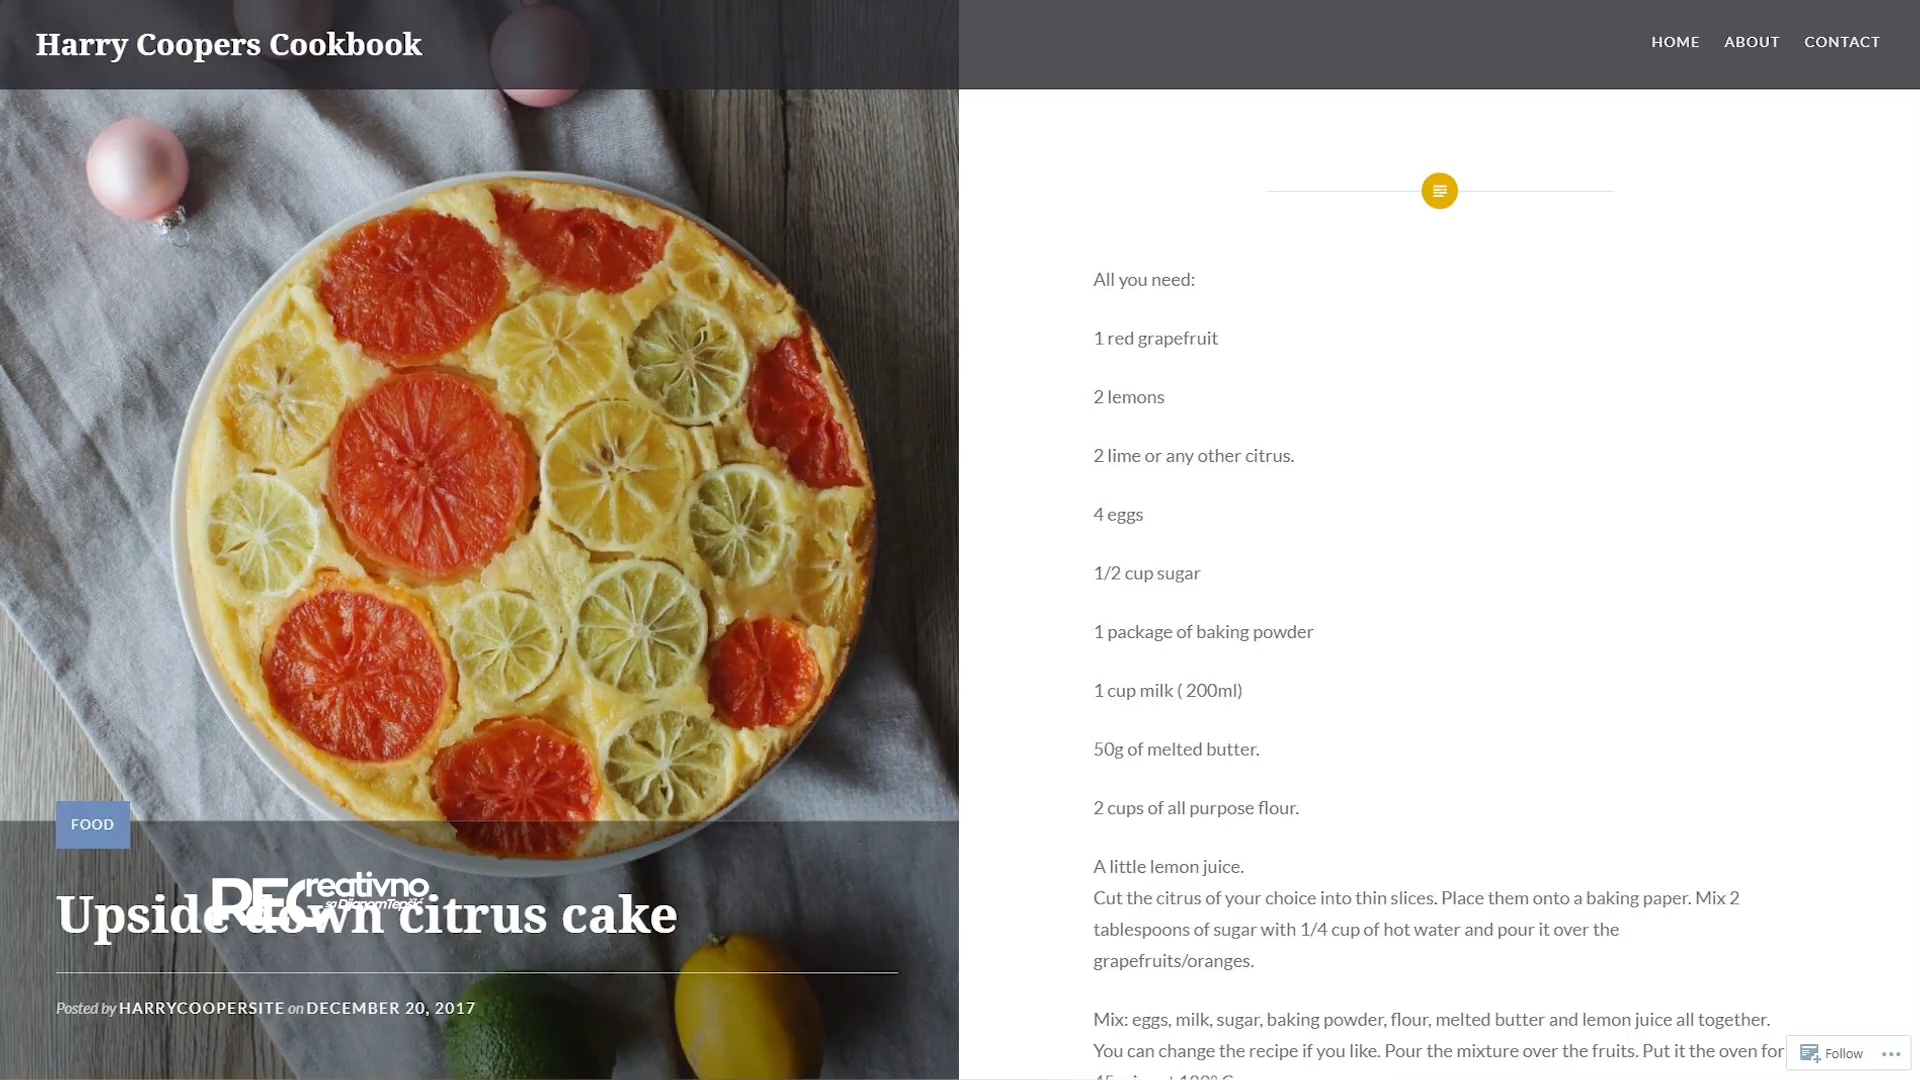 Harry Coopers Cookbook
HOME ABOUT CONTACT
FOOD
Upside down citrus cake
RECreativno
sa DijanomTepšić
Posted by HARRYCOOPERSITE on DECEMBER 20, 2017
All you need:
1 red grapefruit
2 lemons
2 lime or any other citrus.
4 eggs
1/2 cup sugar
1 package of baking powder
1 cup milk ( 200ml)
50g of melted butter.
2 cups of all purpose flour.
A little lemon juice.
Cut the citrus of your choice into thin slices. Place them onto a baking paper. Mix 2
tablespoons of sugar with 1/4 cup of hot water and pour it over the
grapefruits/oranges.
Mix: eggs, milk, sugar, baking powder, flour, melted butter and lemon juice all together.
You can change the recipe if you like. Pour the mixture over the fruits. Put it the oven for
Follow